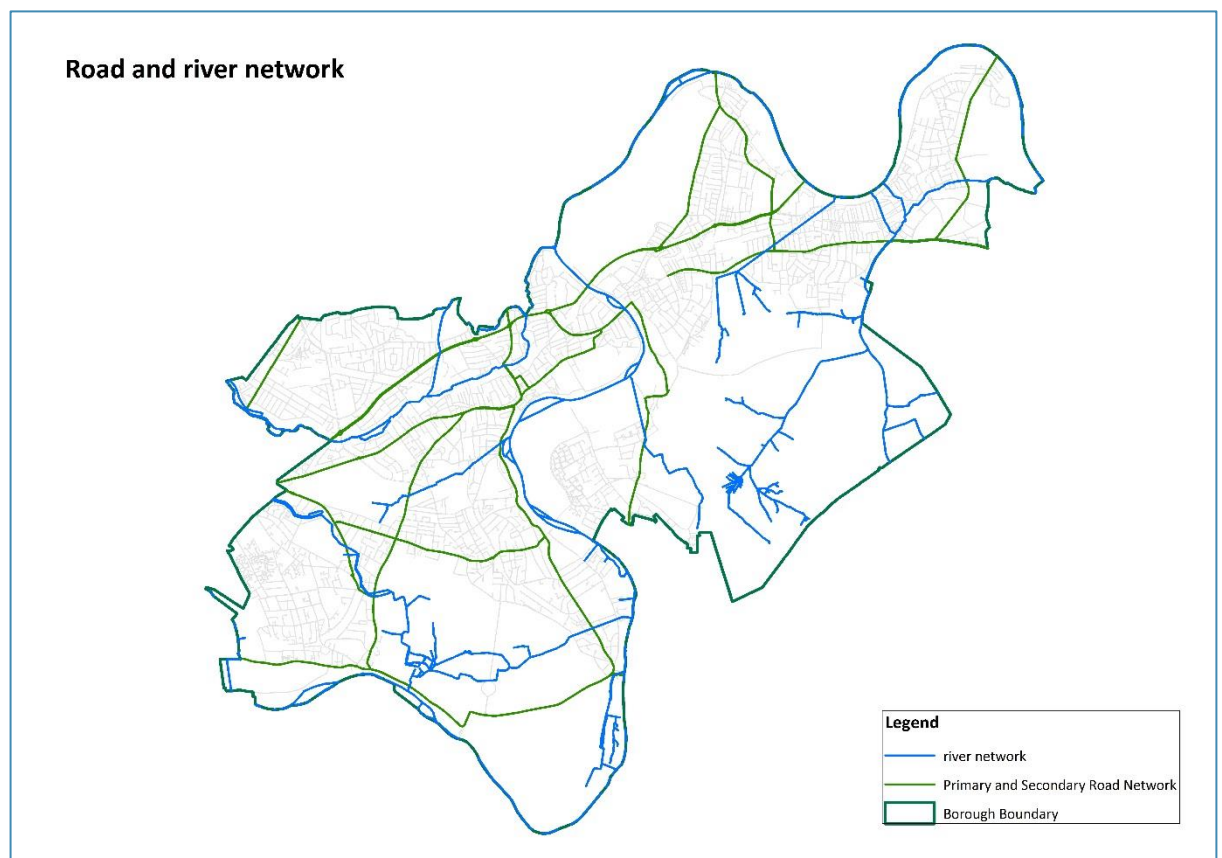 Road and river network
Legend
river network
Primary and Secondary Road Network
Borough Boundary